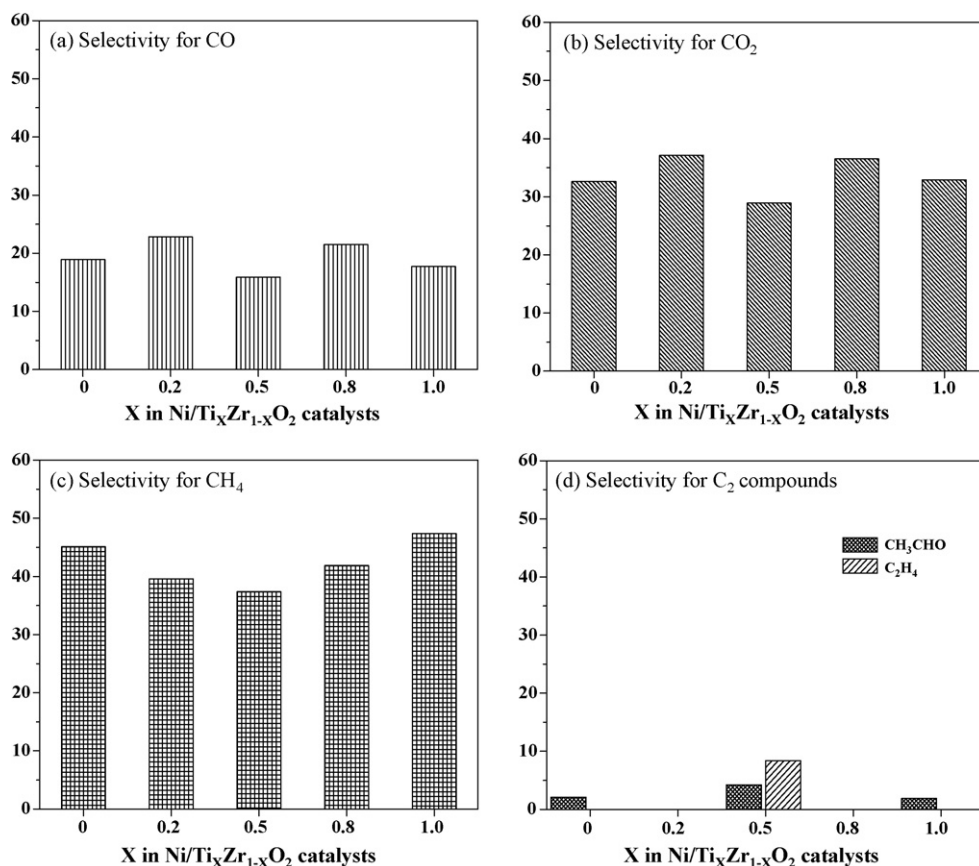 (a) Selectivity for CO
60
50
40
30
20
10
0
0 0.2 0.5 0.8 1.0
X in Ni/TiXZr1-XO2 catalysts
(b) Selectivity for CO2
60
50
40
30
20
10
0
0 0.2 0.5 0.8 1.0
X in Ni/TiXZr1-XO2 catalysts
(c) Selectivity for CH4
60
50
40
30
20
10
0
0 0.2 0.5 0.8 1.0
X in Ni/TiXZr1-XO2 catalysts
(d) Selectivity for C2 compounds
CH3CHO
C2H4
60
50
40
30
20
10
0
0 0.2 0.5 0.8 1.0
X in Ni/TiXZr1-XO2 catalysts